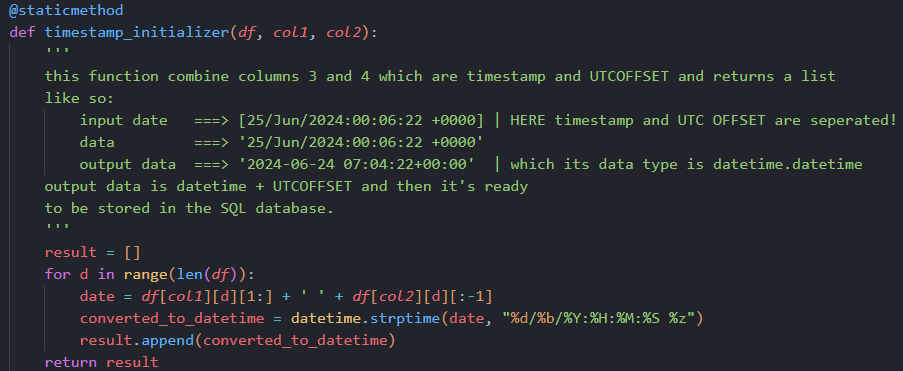 @staticmethod
def timestamp_initializer(df, col1, col2):
    '''
    this function combine columns 3 and 4 which are timestamp and UTCOFFSET and returns a list
    like so:
        input date   ===> [25/Jun/2024:00:06:22 +0000] | HERE timestamp and UTC OFFSET are seperated!
        data         ===> '25/Jun/2024:00:06:22 +0000'
        output data  ===> '2024-06-24 07:04:22+00:00'  | which its data type is datetime.datetime
    output data is datetime + UTCOFFSET and then it's ready
    to be stored in the SQL database.
    '''
    result = []
    for d in range(len(df)):
        date = df[col1][d][1:] + ' ' + df[col2][d][:-1]
        converted_to_datetime = datetime.strptime(date, "%d/%b/%Y:%H:%M:%S %z")
        result.append(converted_to_datetime)
    return result